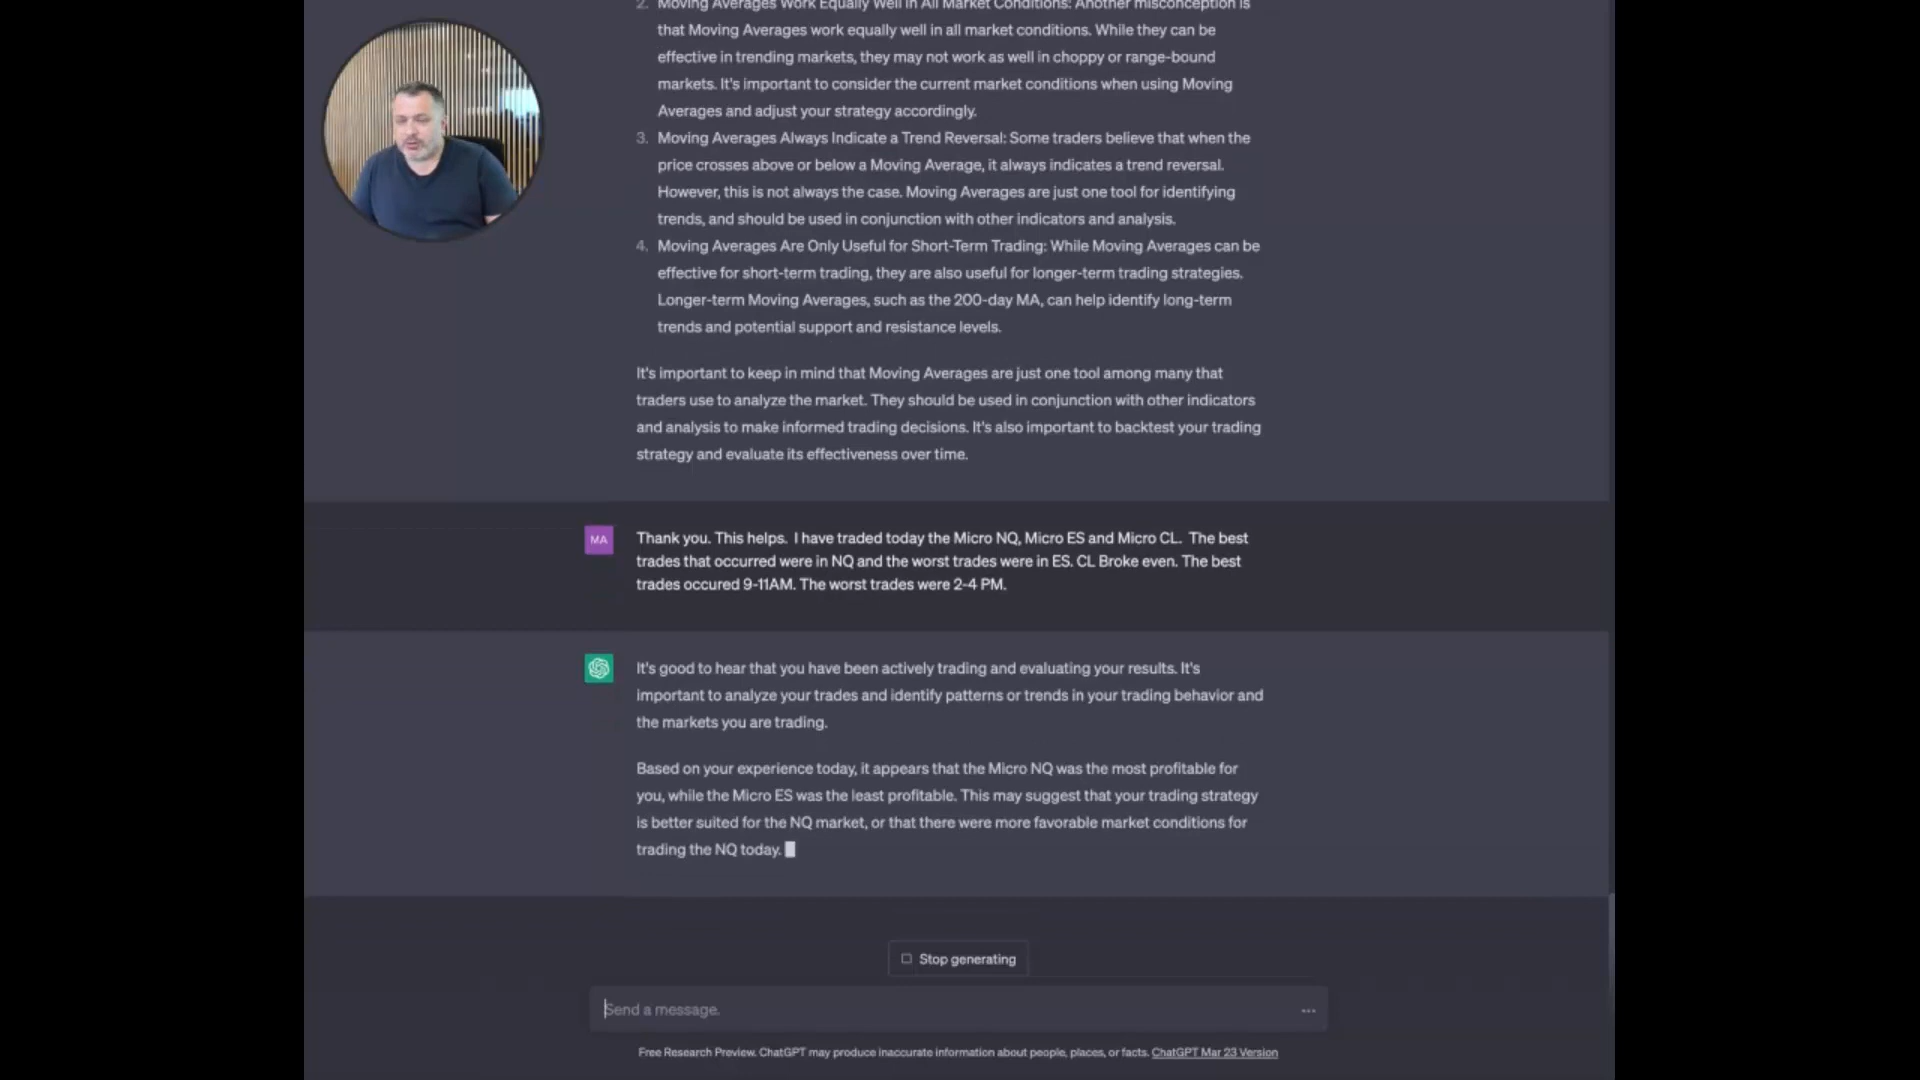 2. Moving Averages Work Equally Well in All Market Conditions: Another misconception is
that Moving Averages work equally well in all market conditions. While they can be
effective in trending markets, they may not work as well in choppy or range-bound
markets. It's important to consider the current market conditions when using Moving
Averages and adjust your strategy accordingly.
3. Moving Averages Always Indicate a Trend Reversal: Some traders believe that when the
price crosses above or below a Moving Average, it always indicates a trend reversal.
However, this is not always the case. Moving Averages are just one tool for identifying
trends, and should be used in conjunction with other indicators and analysis.
4. Moving Averages Are Only Useful for Short-Term Trading: While Moving Averages can be
effective for short-term trading, they are also useful for longer-term trading strategies.
Longer-term Moving Averages, such as the 200-day MA, can help identify long-term
trends and potential support and resistance levels.
It's important to keep in mind that Moving Averages are just one tool among many that
traders use to analyze the market. They should be used in conjunction with other indicators
and analysis to make informed trading decisions. It's also important to backtest your trading
strategy and evaluate its effectiveness over time.
MA
Thank you. This helps.  I have traded today the Micro NQ, Micro ES and Micro CL.  The best
trades that occurred were in NQ and the worst trades were in ES. CL Broke even. The best
trades occured 9-11AM. The worst trades were 2-4 PM.
It's good to hear that you have been actively trading and evaluating your results. It's
important to analyze your trades and identify patterns or trends in your trading behavior and
the markets you are trading.
Based on your experience today, it appears that the Micro NQ was the most profitable for
you, while the Micro ES was the least profitable. This may suggest that your trading strategy
is better suited for the NQ market, or that there were more favorable market conditions for
trading the NQ today.
Stop generating
Send a message.
Free Research Preview. ChatGPT may produce inaccurate information about people, places, or facts. ChatGPT Mar 23 Version